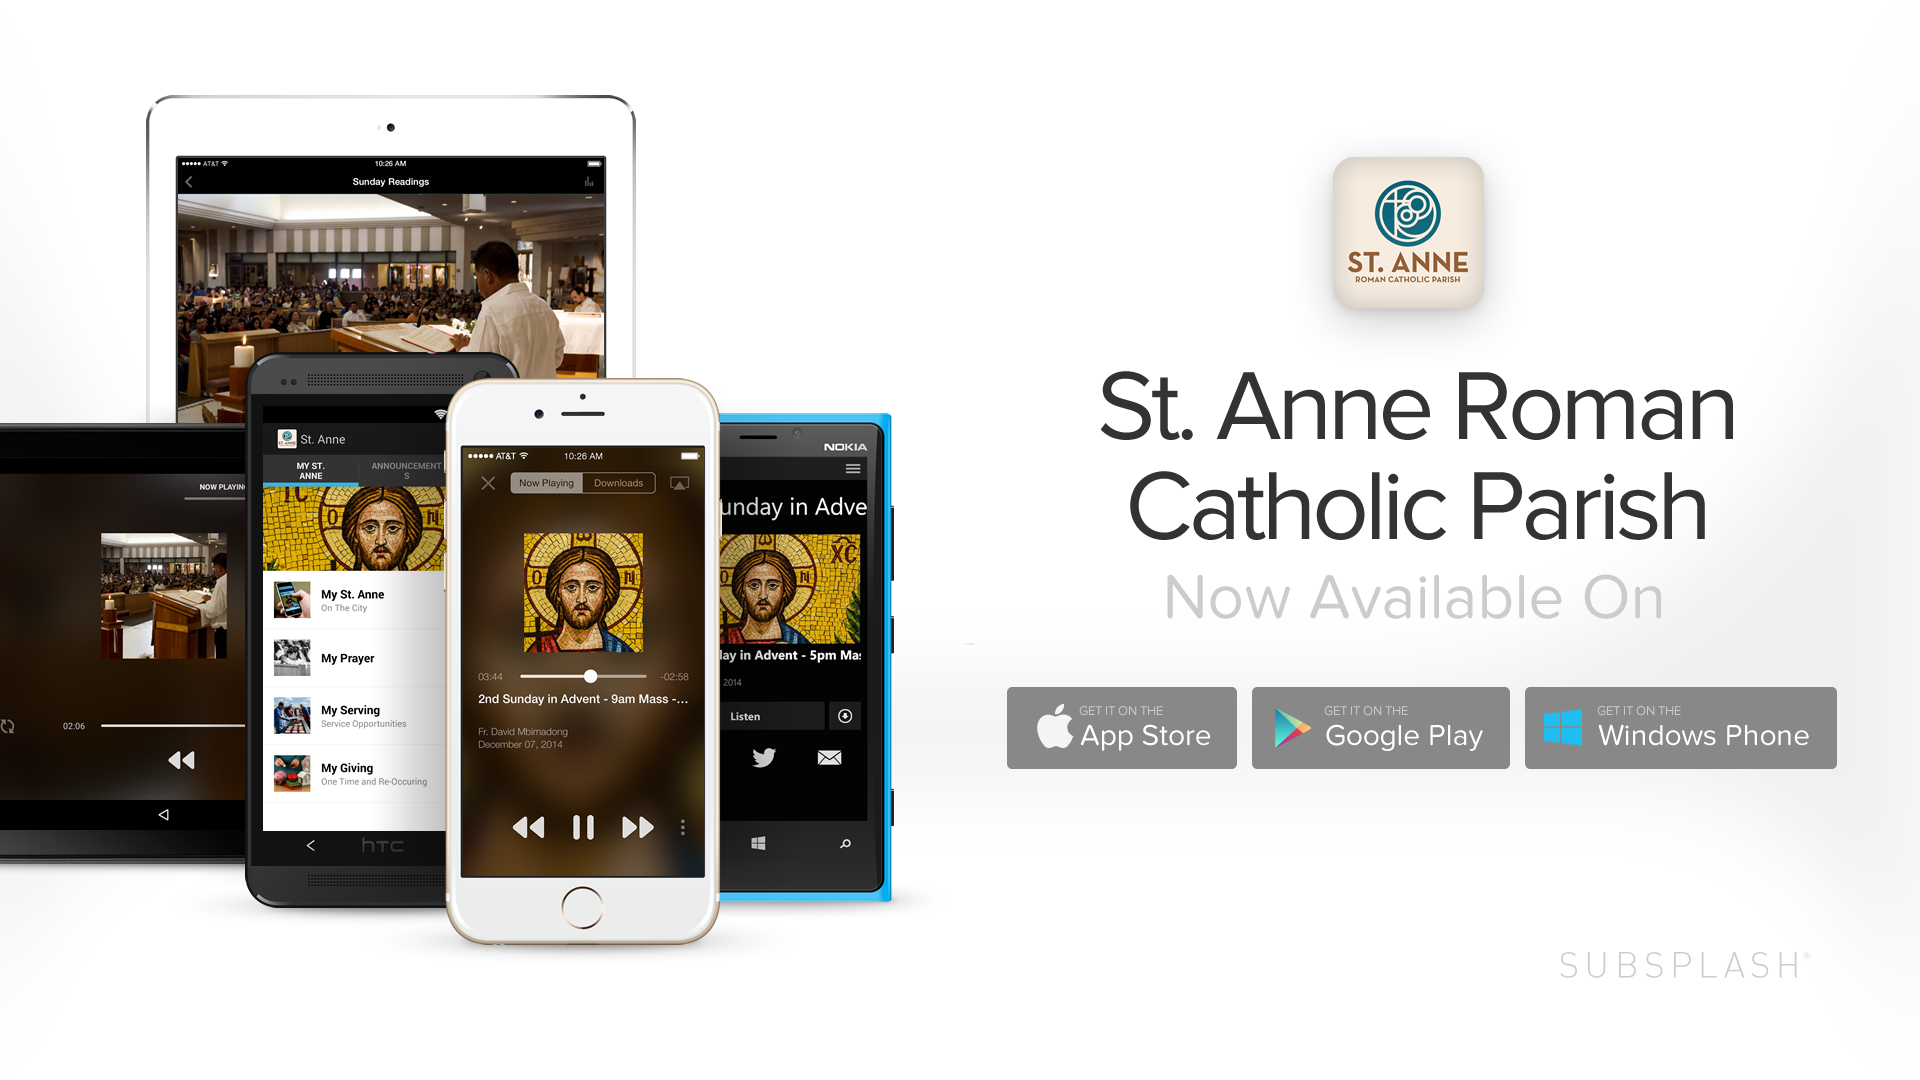 AT&T
10:26 AM
Sunday Readings
NOW PLAYIN
02:06
St. Anne
MY ST.
ANNE
ANNOUNCEMENT
S
IC
My St. Anne
On The City
My Prayer
My Serving
Service Opportunities
My Giving
One Time and Re-Occuring
htc
AT&T
10:26 AM
Now Playing
Downloads
O
N
03:44
-02:58
2nd Sunday in Advent - 9am Mass -...
Fr. David Mbimadong
December 07, 2014
NOKIA
unday in Adve
XC
O
N
ay in Advent - 5pm Mas
2014
Listen
ST. ANNE
ROMAN CATHOLIC PARISH
St. Anne Roman
Catholic Parish
Now Available On
GET IT ON THE
App Store
GET IT ON THE
Google Play
GET IT ON THE
Windows Phone
SUBSPLASH®